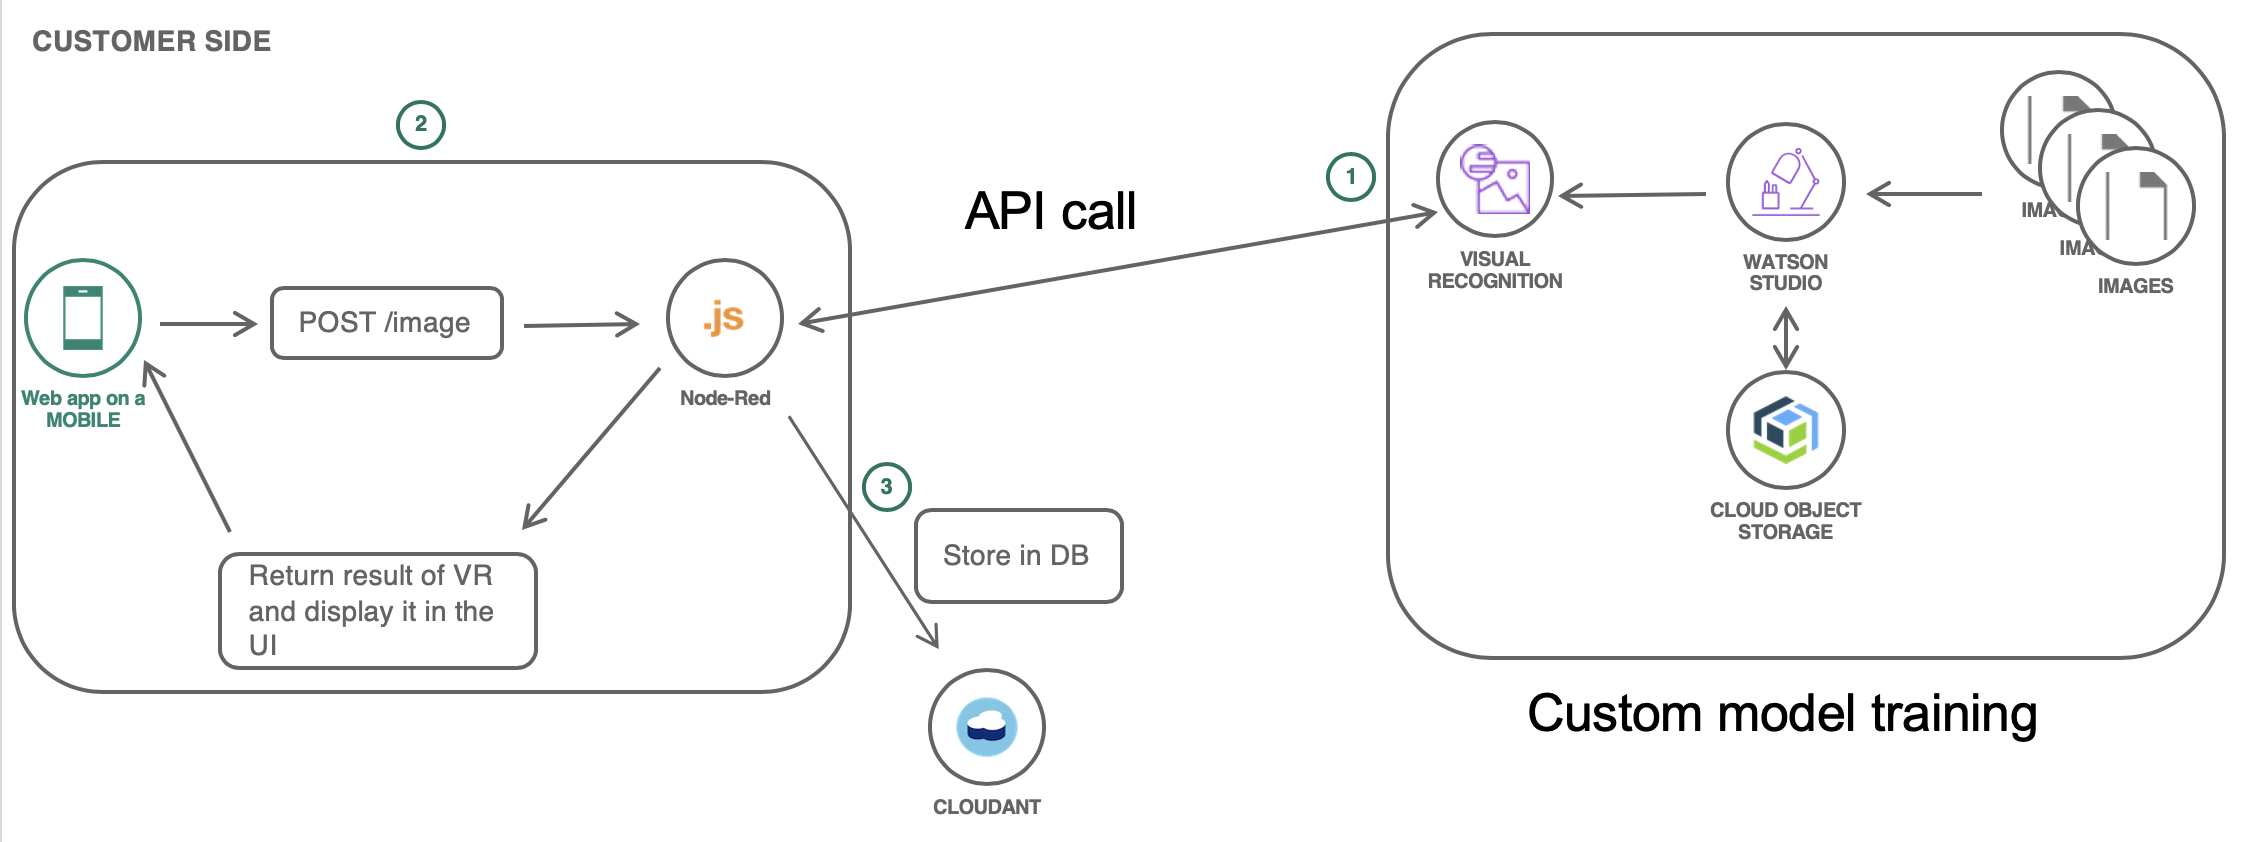 CUSTOMER SIDE
2
Web app on a
MOBILE
POST /image
.js
Node-Red
Return result of VR
and display it in the
UI
API call
3
Store in DB
CLOUDANT
1
VISUAL
RECOGNITION
WATSON
STUDIO
IMA
IMA
IMAGES
CLOUD OBJECT
STORAGE
Custom model training